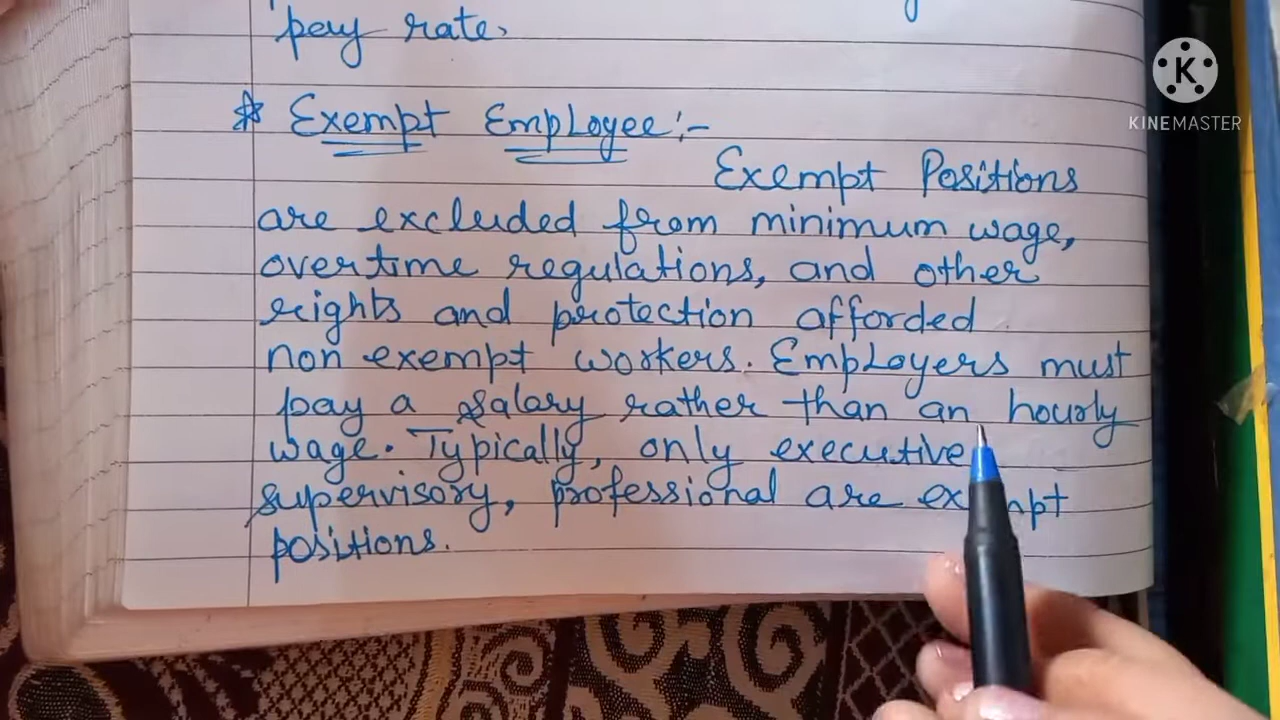 pay rate.
* Exempt Employee :-
Exempt Positions
are excluded from minimum wage,
overtime regulations, and other
rights and protection afforded
non exempt workers. Employers must
pay a salary rather than an hourly
wage. Typically, only executive
supervisory, professional are exempt
positions.
K
KINEMASTER